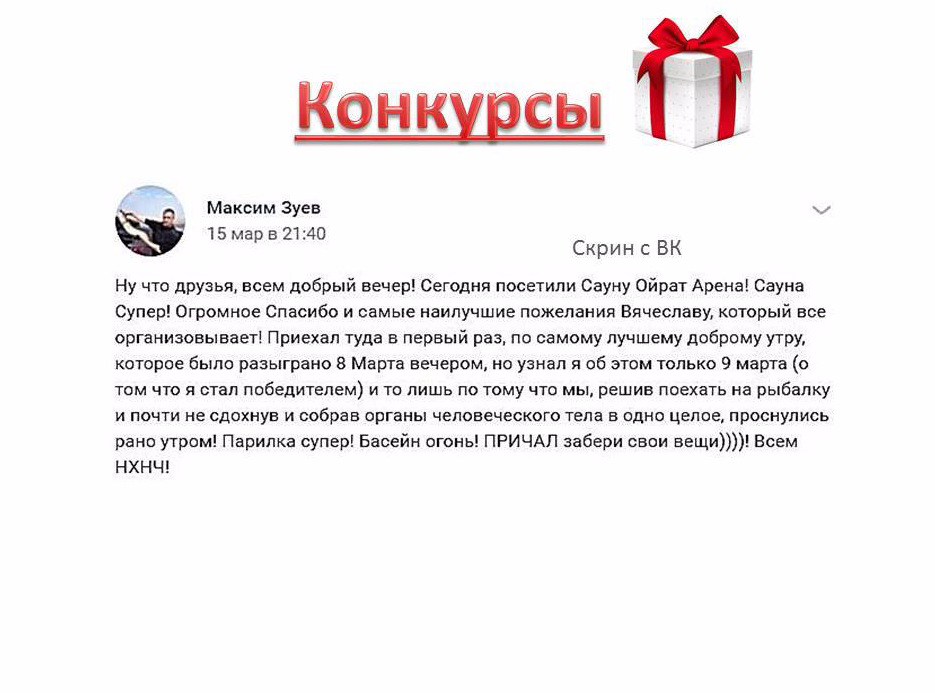 Конкурсы
Максим Зуев
15 мар в 21:40
Скрин с ВК
Ну что друзья, всем добрый вечер! Сегодня посетили Сауну Ойрат Арена! Сауна
Супер! Огромное Спасибо и самые наилучшие пожелания Вячеславу, который все
организовывает! Приехал туда в первый раз, по самому лучшему доброму утру,
которое было разыграно 8 Марта вечером, но узнал я об этом только 9 марта (о
том что я стал победителем) и то лишь по тому что мы, решив поехать на рыбалку
и почти не сдохнув и собрав органы человеческого тела в одно целое, проснулись
рано утром! Парилка супер! Басейн огонь! ПРИЧАЛ забери свои вещи))))! Всем
НХНЧ!